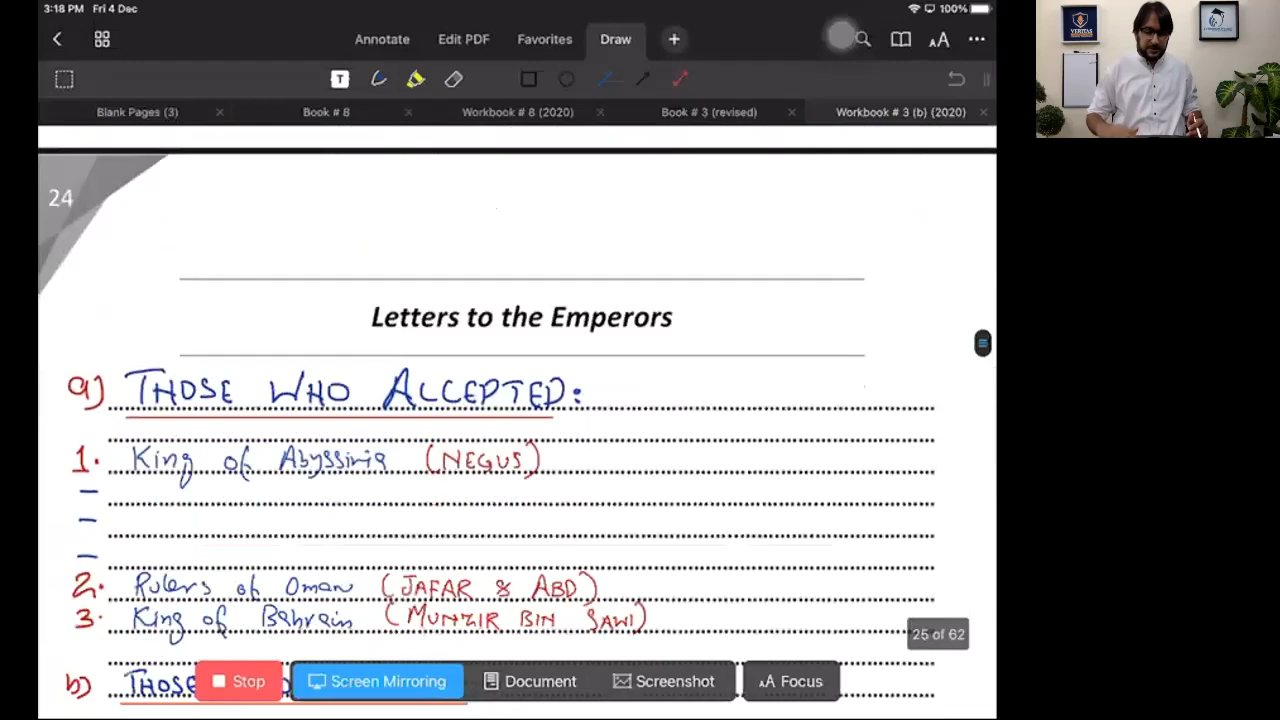 3:18 PM Fri 4 Dec 100%
Annotate Edit PDF Favorites Draw + AA ...
T
Blank Pages (3) × Book # 8 × Workbook # 8 (2020) × Book # 3 (revised) × Workbook # 3 (b) (2020) ×
VERITAS
24
Letters to the Emperors
a) THOSE WHO ACCEPTED:
1. King of Abyssinia (NEGUS)
–
–
–
2. Rulers of Oman (JAFAR & ABD)
3. King of Bahrain (MUNZIR BIN SAWI)
25 of 62
b) THOSE
Stop Screen Mirroring Document Screenshot AA Focus